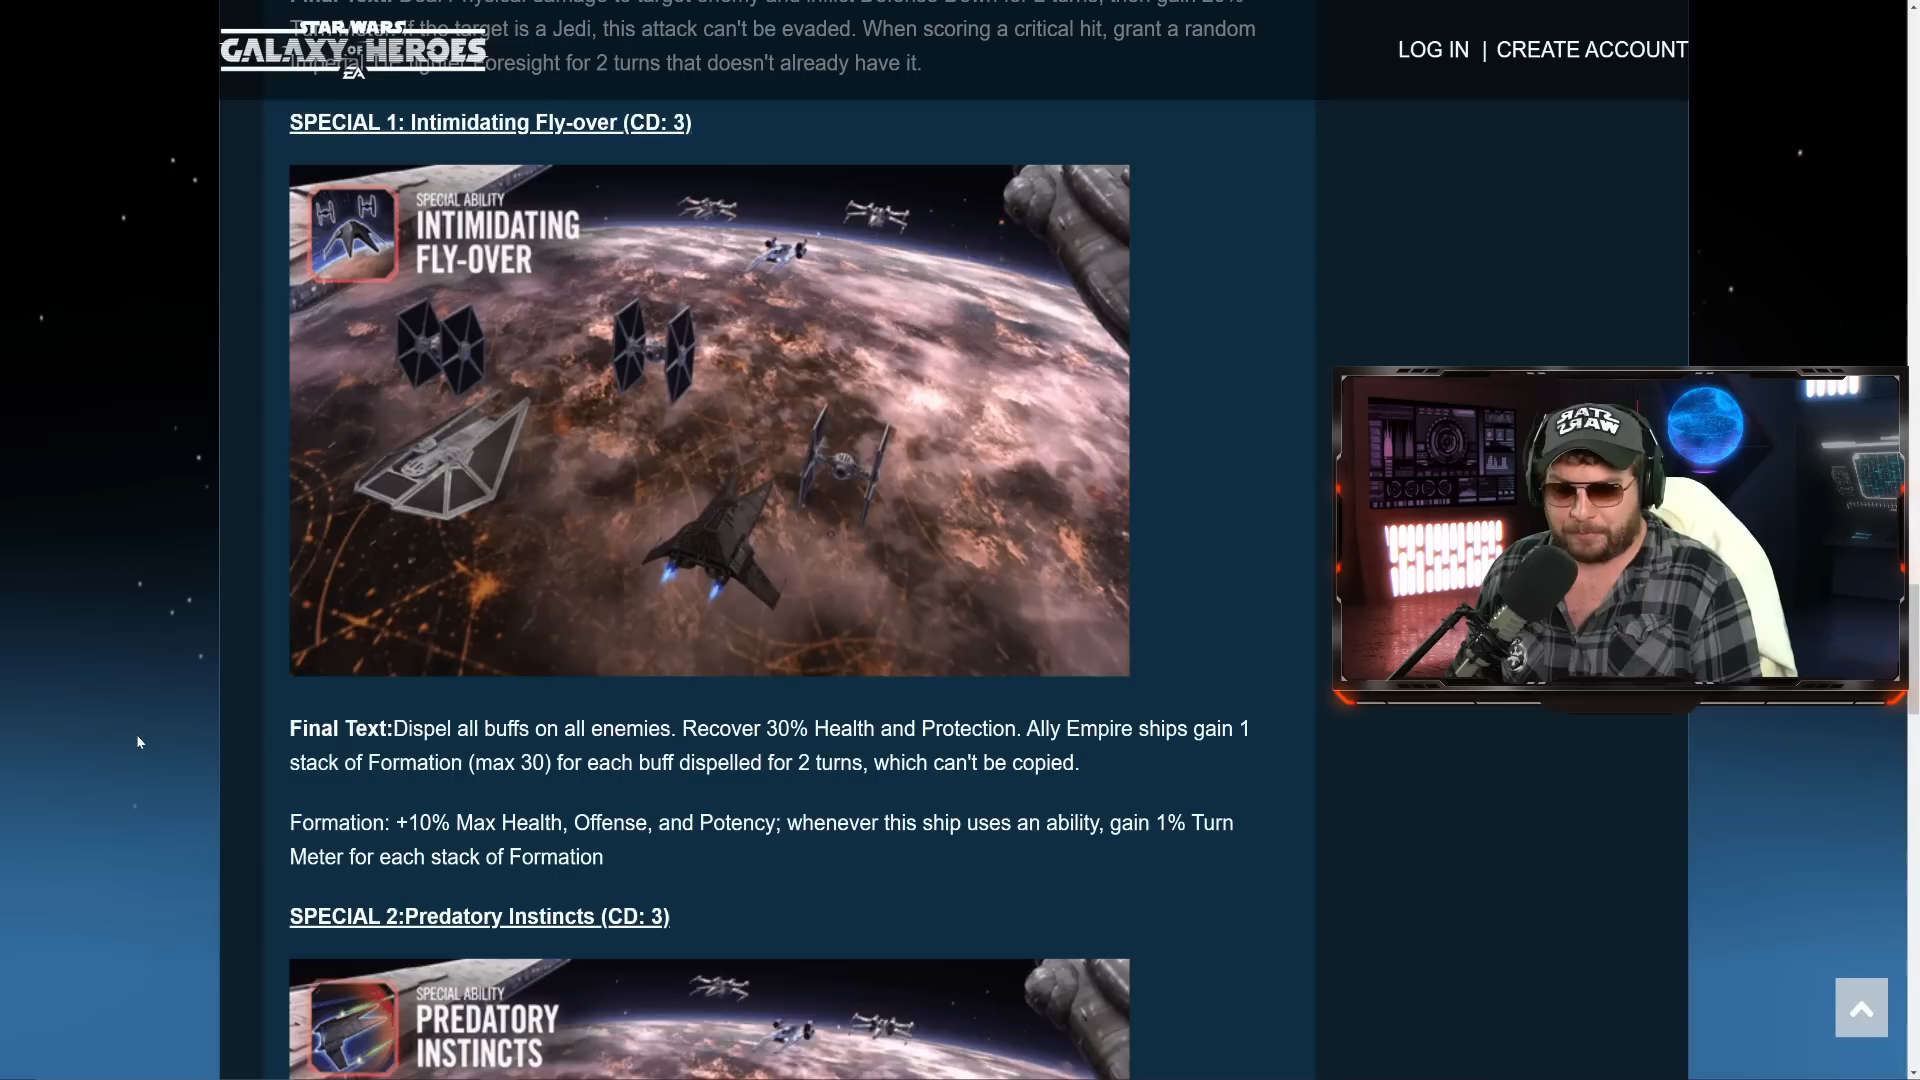 STAR WARS
GALAXY OF HEROES
EA
LOG IN | CREATE ACCOUNT
the target is a Jedi, this attack can't be evaded. When scoring a critical hit, grant a random
Foresight for 2 turns that doesn't already have it.
SPECIAL 1: Intimidating Fly-over (CD: 3)
SPECIAL ABILITY
INTIMIDATING
FLY-OVER
STAR
WARS
Final Text:Dispel all buffs on all enemies. Recover 30% Health and Protection. Ally Empire ships gain 1
stack of Formation (max 30) for each buff dispelled for 2 turns, which can't be copied.
Formation: +10% Max Health, Offense, and Potency; whenever this ship uses an ability, gain 1% Turn
Meter for each stack of Formation
SPECIAL 2:Predatory Instincts (CD: 3)
SPECIAL ABILITY
PREDATORY
INSTINCTS